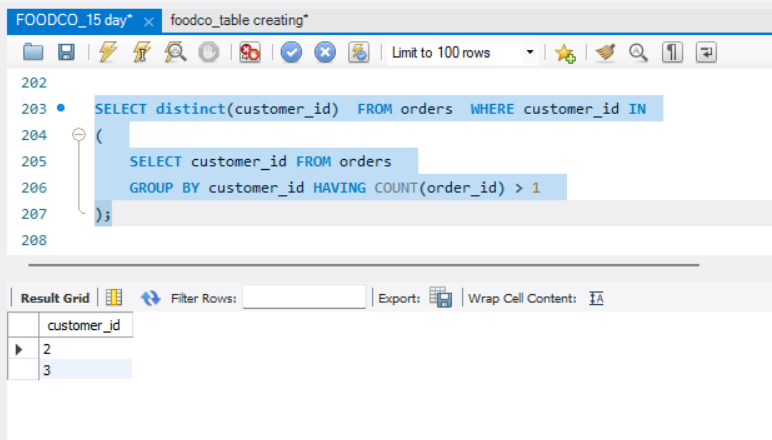 FOODCO_15 day* × foodco_table creating*
Limit to 100 rows
202
203 SELECT distinct(customer_id) FROM orders WHERE customer_id IN
204 (
205 SELECT customer_id FROM orders
206 GROUP BY customer_id HAVING COUNT(order_id) > 1
207 );
208
Result Grid Filter Rows: Export: Wrap Cell Content: IA
customer_id
2
3